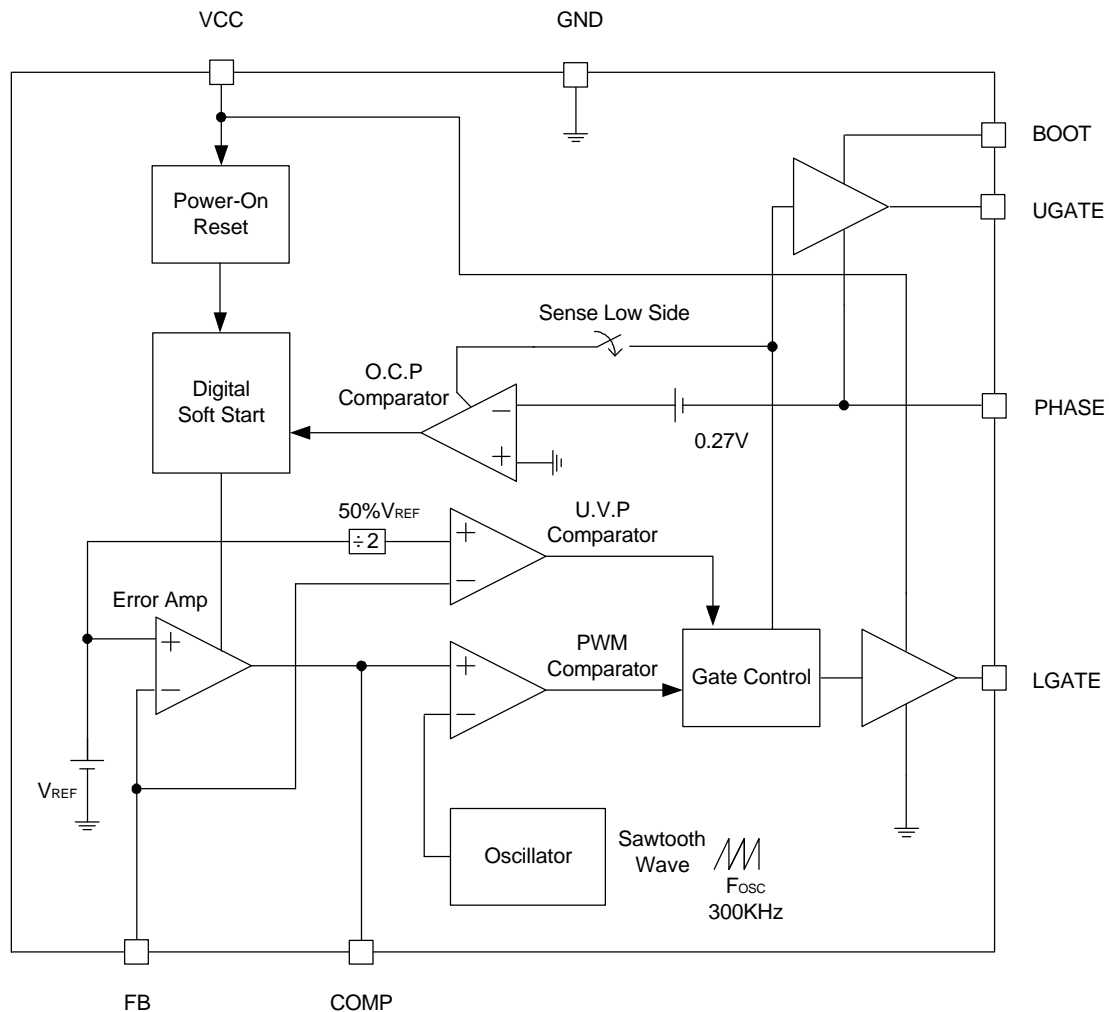 VCC
GND
BOOT
Power-On
Reset
UGATE
Sense Low Side
O.C.P
Comparator
Digital
Soft Start
−
+
PHASE
0.27V
50%VREF
÷2
U.V.P
Comparator
+
−
Error Amp
+
−
PWM
Comparator
+
−
Gate Control
LGATE
VREF
Oscillator
Sawtooth
Wave
FOSC
300KHz
FB
COMP